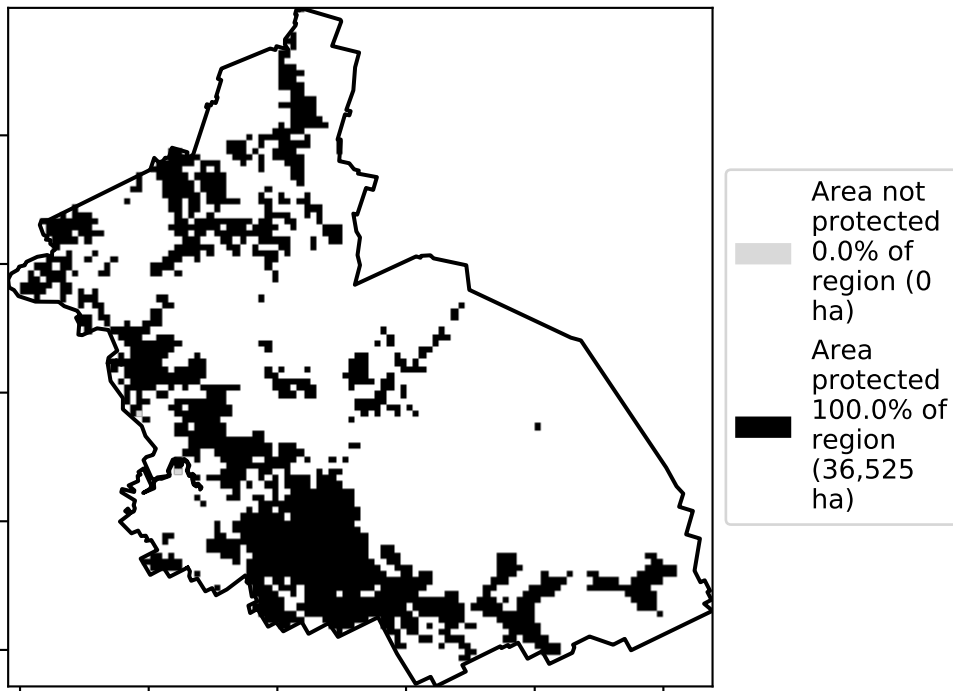 Area not
protected
0.0% of
region (0
ha)
Area
protected
100.0% of
region
(36,525
ha)